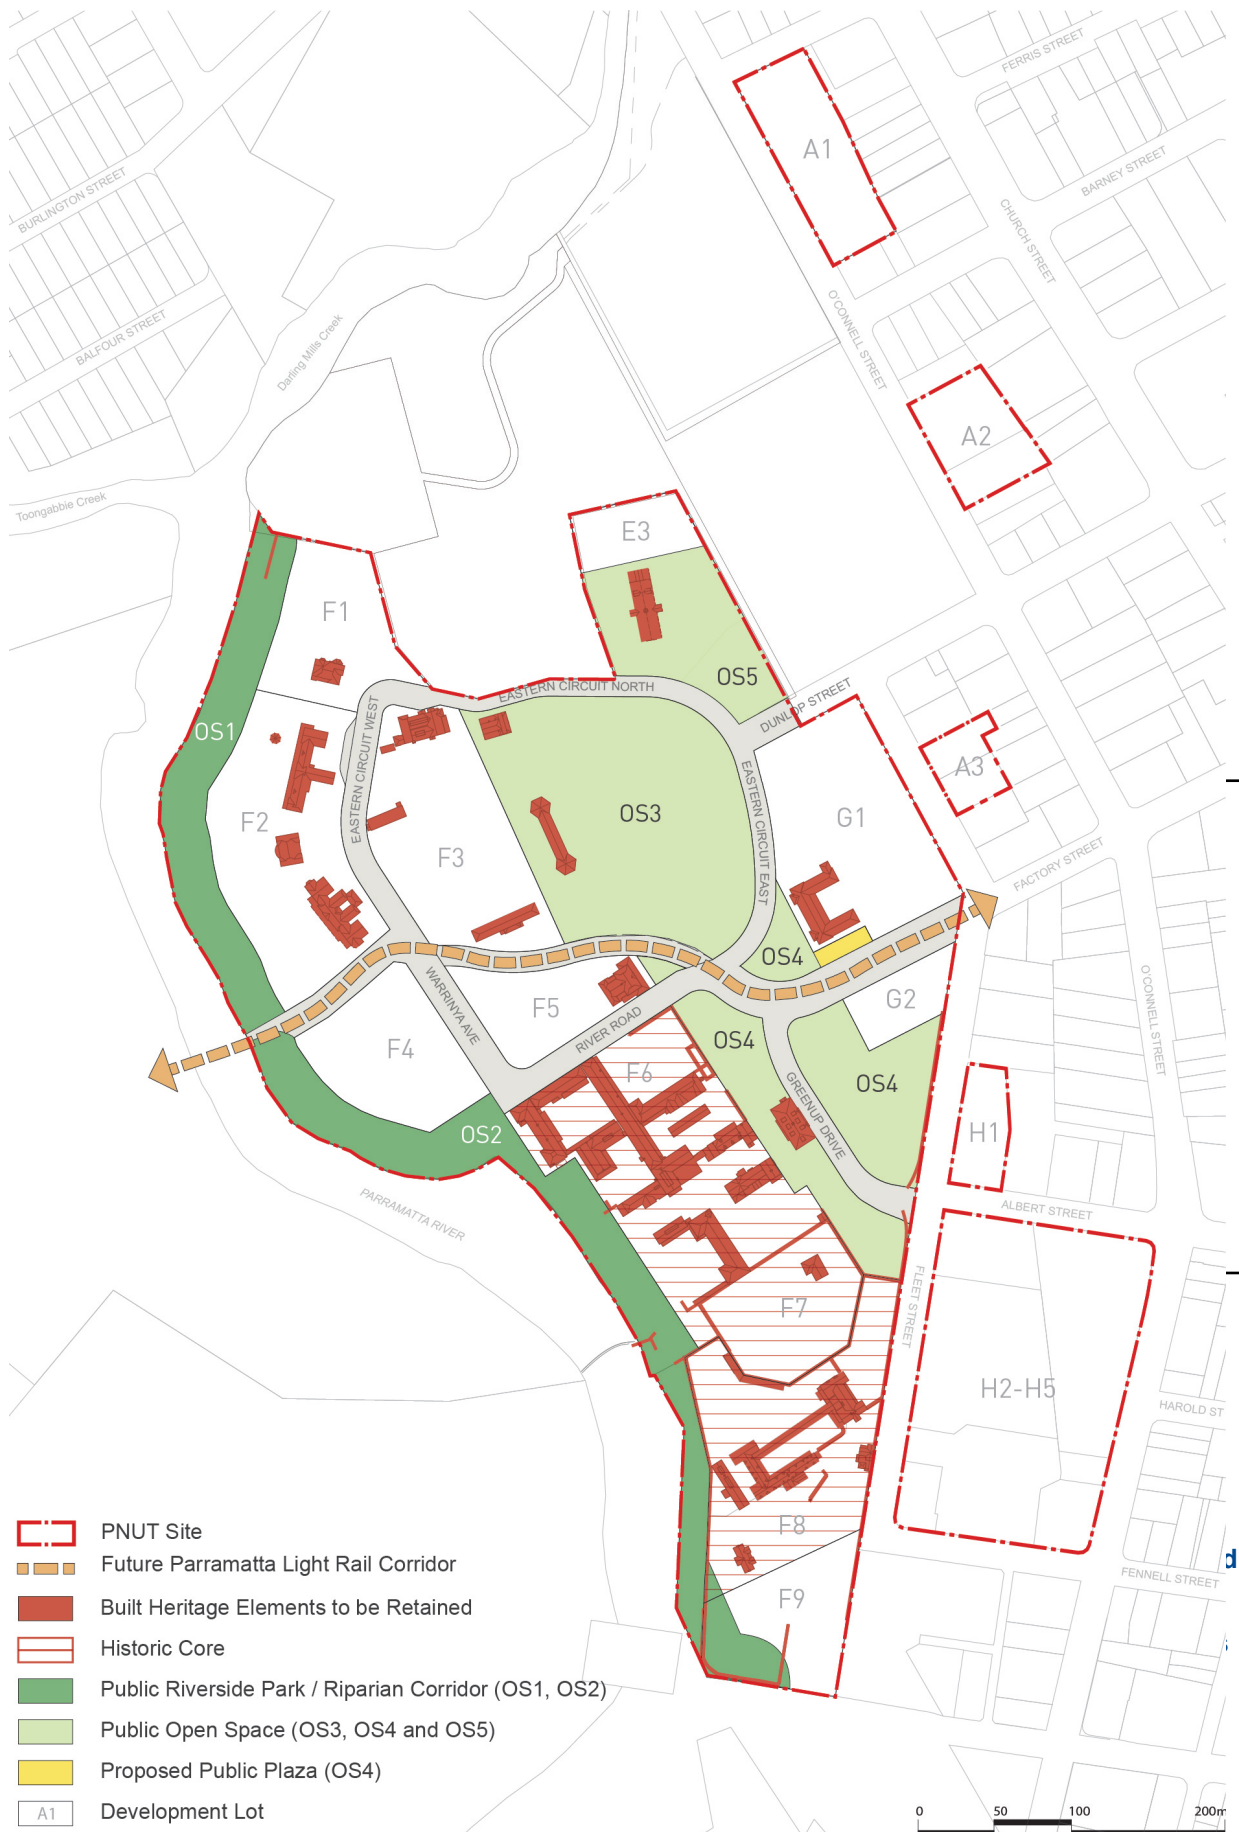 FERRIS STREET
A1
BARNEY STREET
BURLINGTON STREET
CHURCH STREET
O'CONNELL STREET
BALFOUR STREET
Darling Mills Creek
A2
Toongabbie Creek
E3
F1
OS5
EASTERN CIRCUIT NORTH
DUNLOP STREET
OS1
EASTERN CIRCUIT WEST
A3
F2
OS3
G1
EASTERN CIRCUIT EAST
F3
FACTORY STREET
OS4
WARRINYA AVE
F5
G2
O'CONNELL STREET
RIVER ROAD
F4
OS4
F6
OS4
GREENUP DRIVE
OS2
H1
PARRAMATTA RIVER
ALBERT STREET
FLEET STREET
F7
H2-H5
HAROLD ST
F8
FENNELL STREET
F9
d
PNUT Site
Future Parramatta Light Rail Corridor
Built Heritage Elements to be Retained
Historic Core
Public Riverside Park / Riparian Corridor (OS1, OS2)
Public Open Space (OS3, OS4 and OS5)
Proposed Public Plaza (OS4)
A1 Development Lot
0 50 100 200m